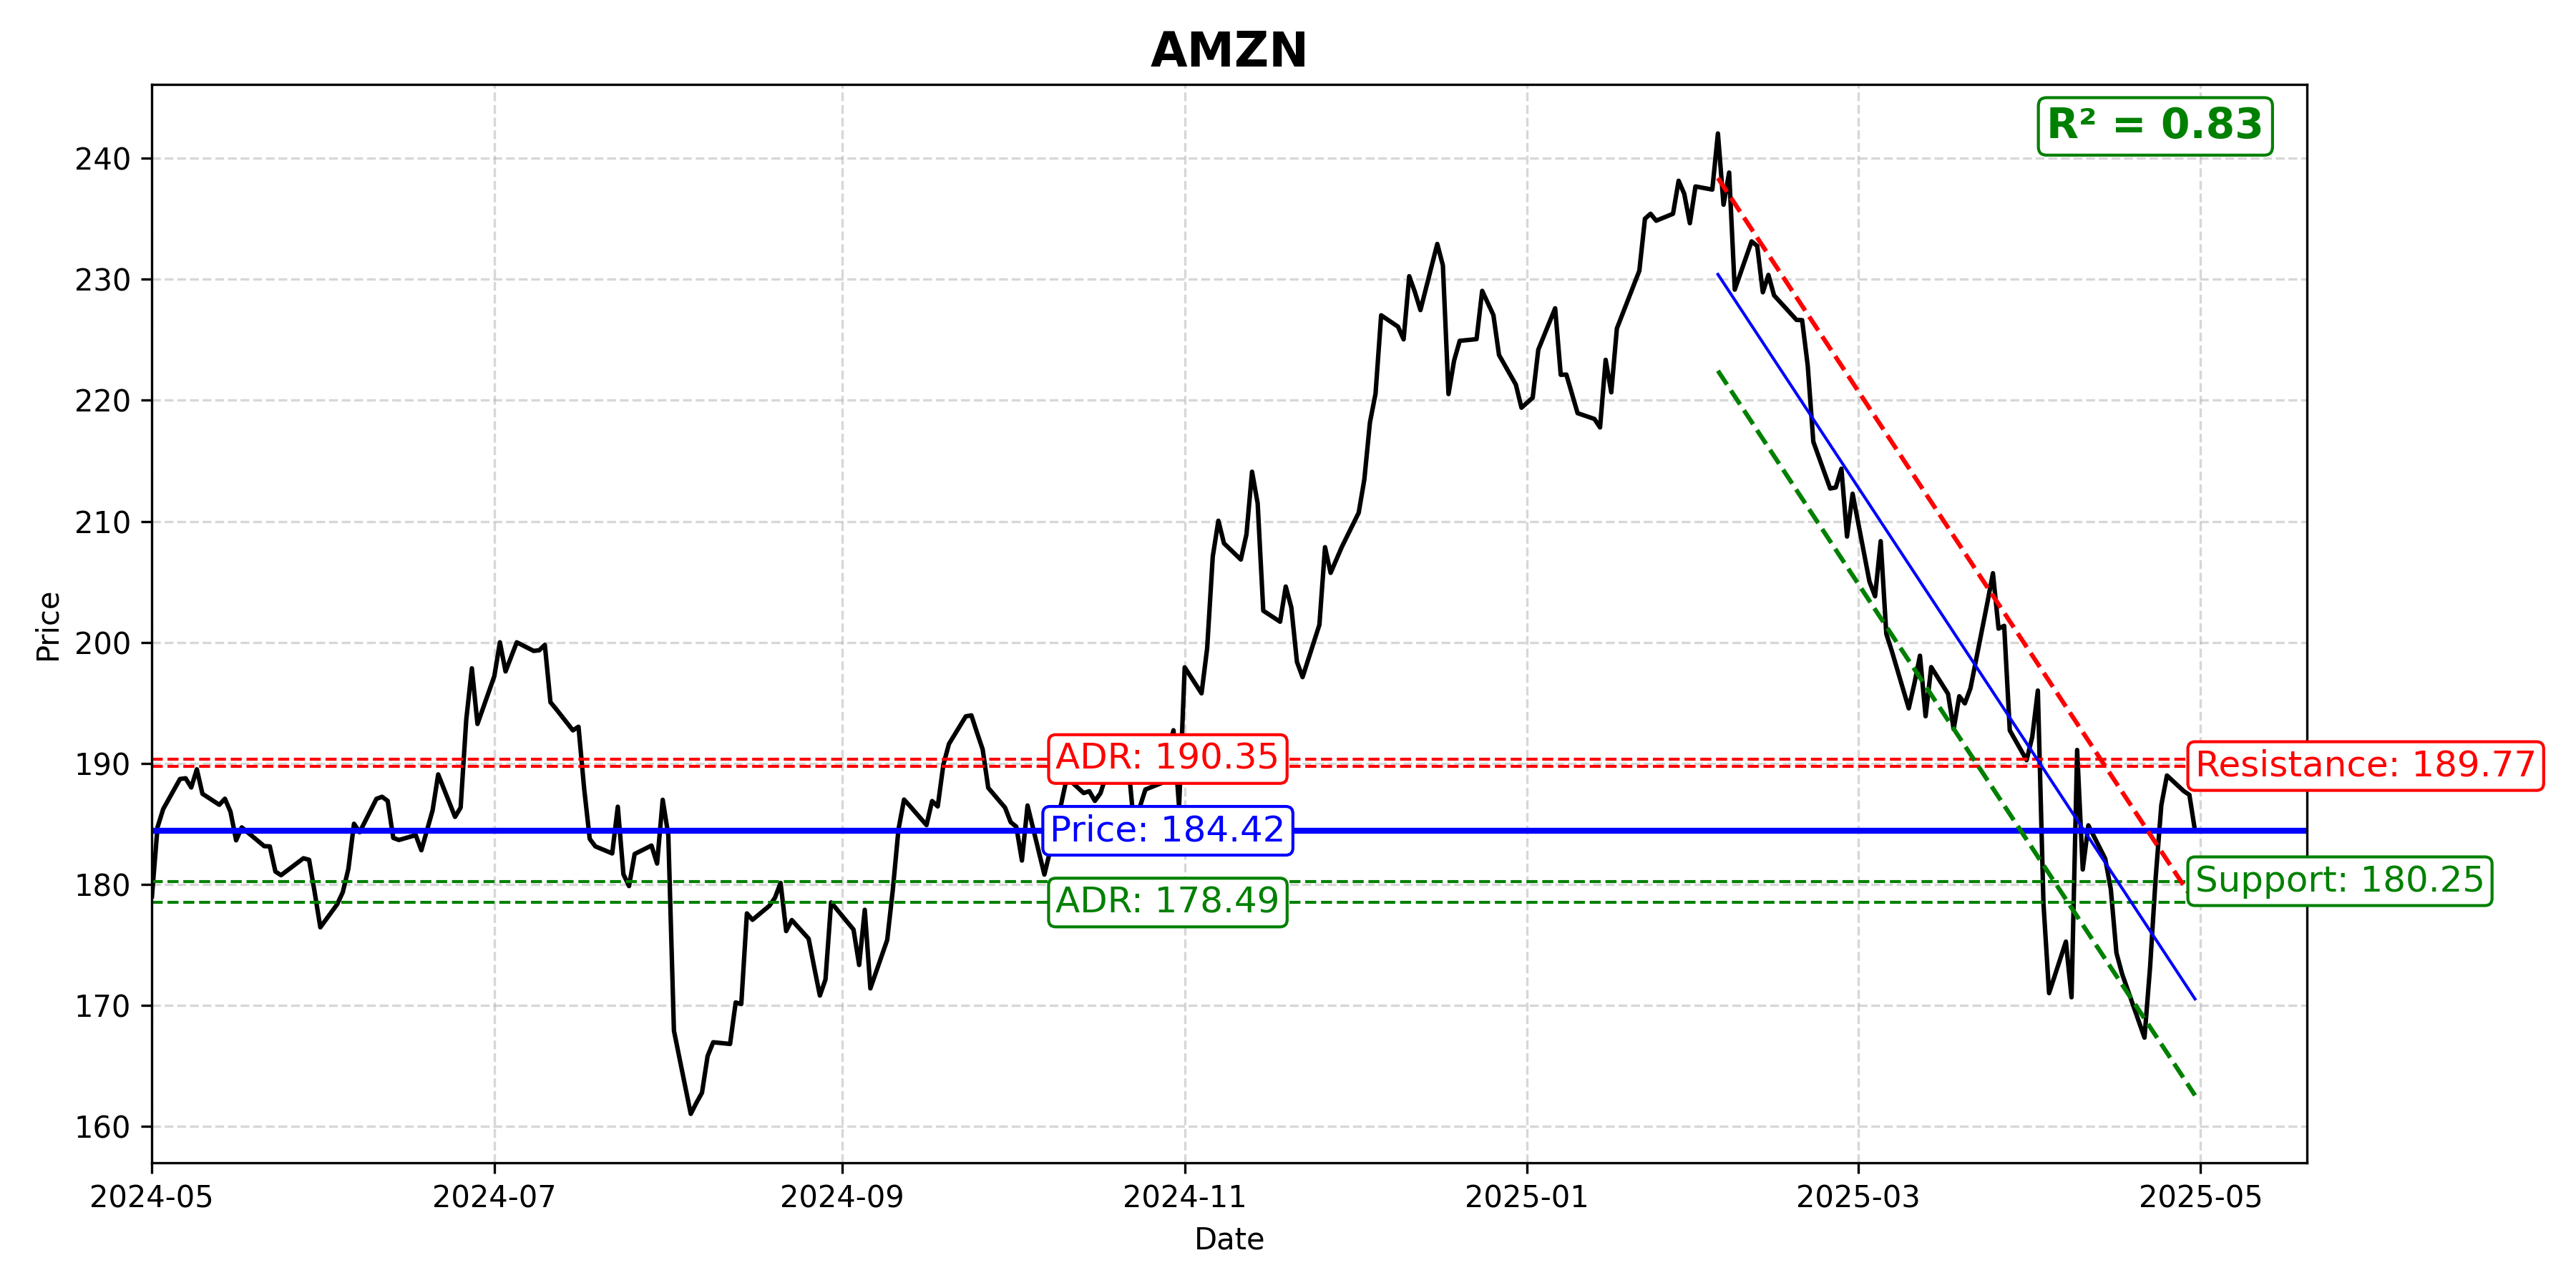 AMZN
R² = 0.83
240
230
220
210
200
190
180
170
160
Price
ADR: 190.35
Resistance: 189.77
Price: 184.42
Support: 180.25
ADR: 178.49
2024-05 2024-07 2024-09 2024-11 2025-01 2025-03 2025-05
Date